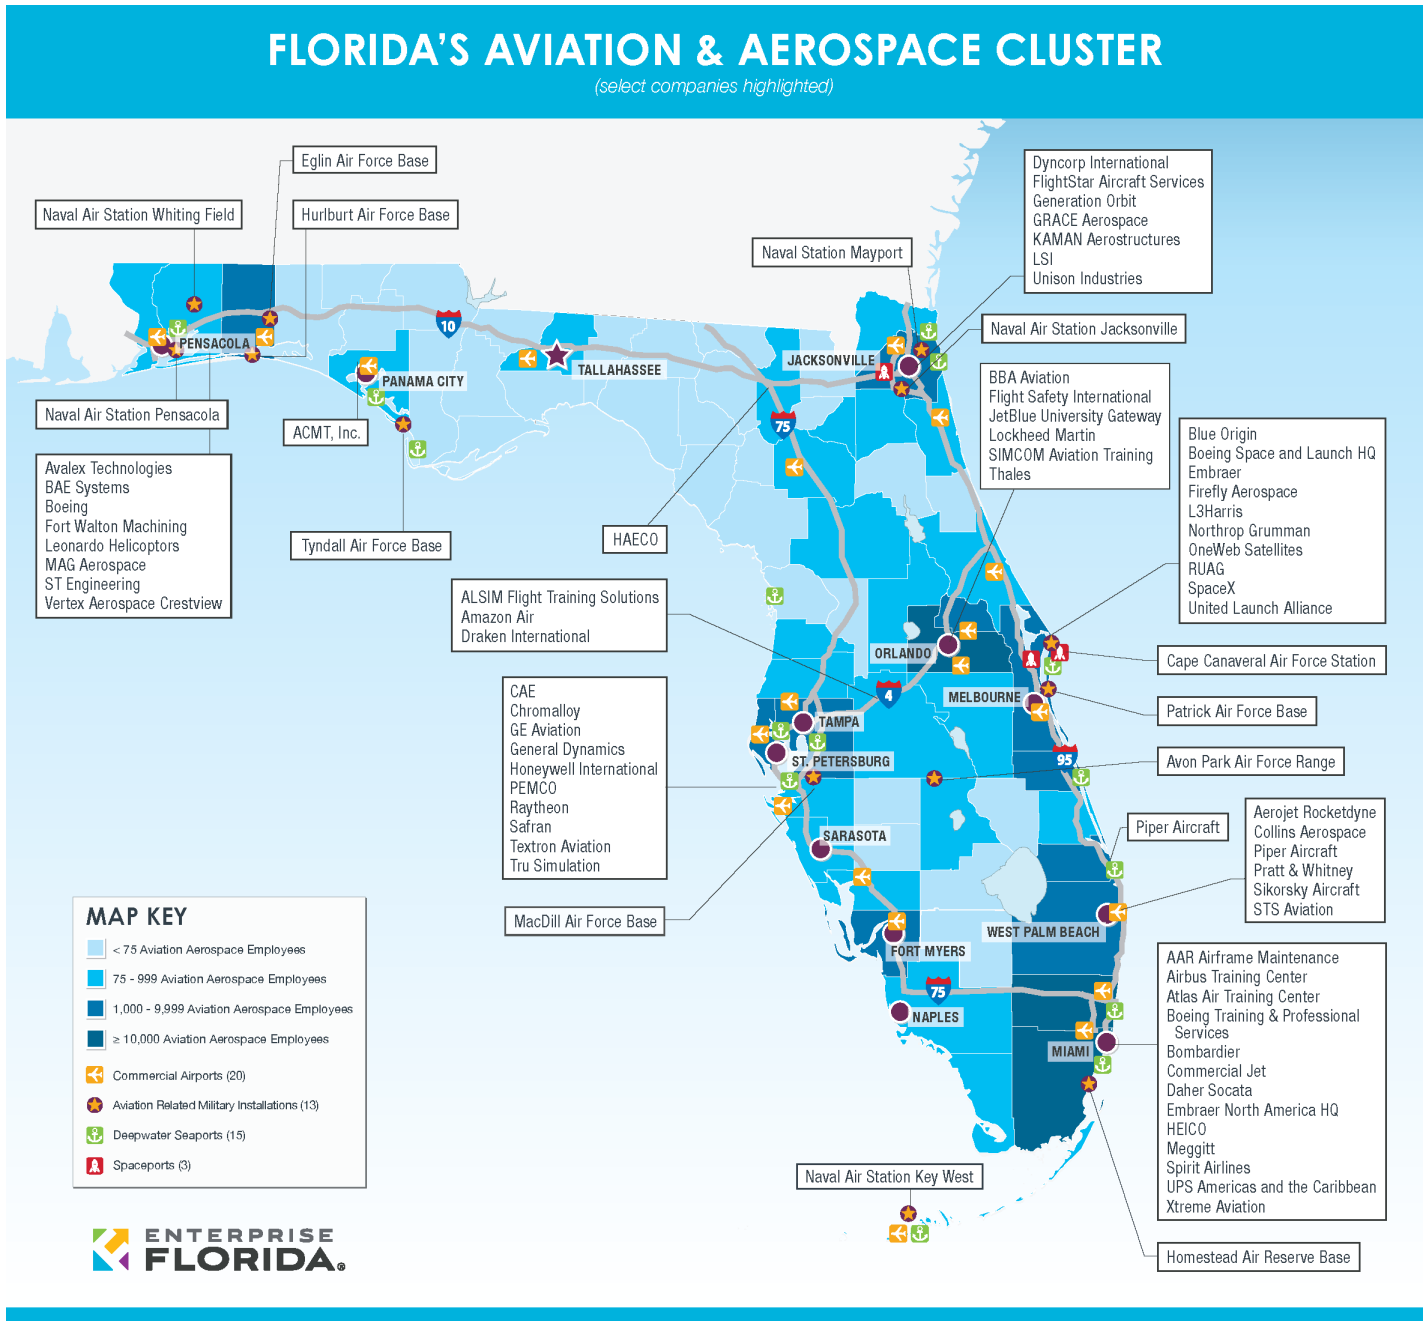 FLORIDA'S AVIATION & AEROSPACE CLUSTER
(select companies highlighted)
Eglin Air Force Base
Naval Air Station Whiting Field
Hurlburt Air Force Base
Naval Station Mayport
Dyncorp International
FlightStar Aircraft Services
Generation Orbit
GRACE Aerospace
KAMAN Aerostructures
LSI
Unison Industries
Naval Air Station Jacksonville
10
PENSACOLA
PANAMA CITY
TALLAHASSEE
JACKSONVILLE
75
Naval Air Station Pensacola
ACMT, Inc.
Avalex Technologies
BAE Systems
Boeing
Fort Walton Machining
Leonardo Helicoptors
MAG Aerospace
ST Engineering
Vertex Aerospace Crestview
Tyndall Air Force Base
HAECO
BBA Aviation
Flight Safety International
JetBlue University Gateway
Lockheed Martin
SIMCOM Aviation Training
Thales
Blue Origin
Boeing Space and Launch HQ
Embraer
Firefly Aerospace
L3Harris
Northrop Grumman
OneWeb Satellites
RUAG
SpaceX
United Launch Alliance
ALSIM Flight Training Solutions
Amazon Air
Draken International
ORLANDO
4
MELBOURNE
Cape Canaveral Air Force Station
Patrick Air Force Base
CAE
Chromalloy
GE Aviation
General Dynamics
Honeywell International
PEMCO
Raytheon
Safran
Textron Aviation
Tru Simulation
TAMPA
ST. PETERSBURG
95
Avon Park Air Force Range
SARASOTA
Piper Aircraft
Aerojet Rocketdyne
Collins Aerospace
Piper Aircraft
Pratt & Whitney
Sikorsky Aircraft
STS Aviation
MacDill Air Force Base
WEST PALM BEACH
FORT MYERS
75
NAPLES
MIAMI
AAR Airframe Maintenance
Airbus Training Center
Atlas Air Training Center
Boeing Training & Professional
Services
Bombardier
Commercial Jet
Daher Socata
Embraer North America HQ
HEICO
Meggitt
Spirit Airlines
UPS Americas and the Caribbean
Xtreme Aviation
Naval Air Station Key West
Homestead Air Reserve Base
MAP KEY
< 75 Aviation Aerospace Employees
75 - 999 Aviation Aerospace Employees
1,000 - 9,999 Aviation Aerospace Employees
≥ 10,000 Aviation Aerospace Employees
Commercial Airports (20)
Aviation Related Military Installations (13)
Deepwater Seaports (15)
Spaceports (3)
ENTERPRISE
FLORIDA®